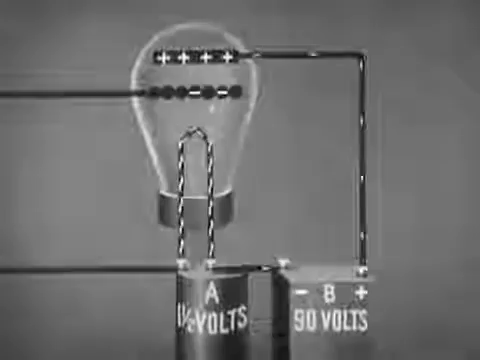 + + + +
- -
A
1½ VOLTS
- B +
90 VOLTS